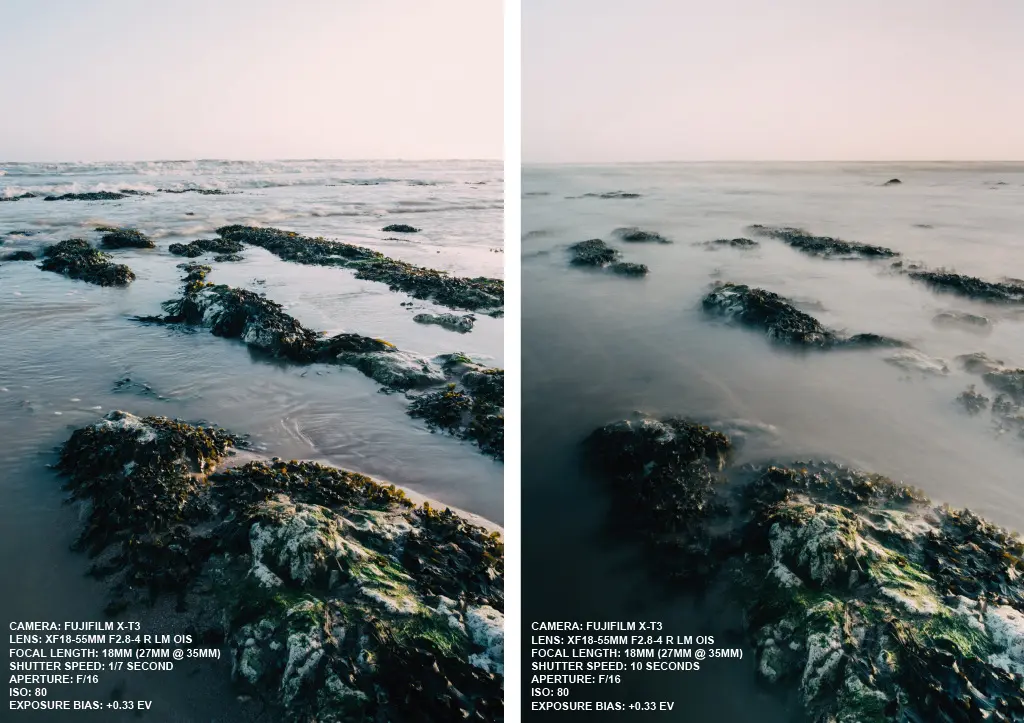 CAMERA: FUJIFILM X-T3
LENS: XF18-55MM F2.8-4 R LM OIS
FOCAL LENGTH: 18MM (27MM @ 35MM)
SHUTTER SPEED: 1/7 SECOND
APERTURE: F/16
ISO: 80
EXPOSURE BIAS: +0.33 EV
CAMERA: FUJIFILM X-T3
LENS: XF18-55MM F2.8-4 R LM OIS
FOCAL LENGTH: 18MM (27MM @ 35MM)
SHUTTER SPEED: 10 SECONDS
APERTURE: F/16
ISO: 80
EXPOSURE BIAS: +0.33 EV